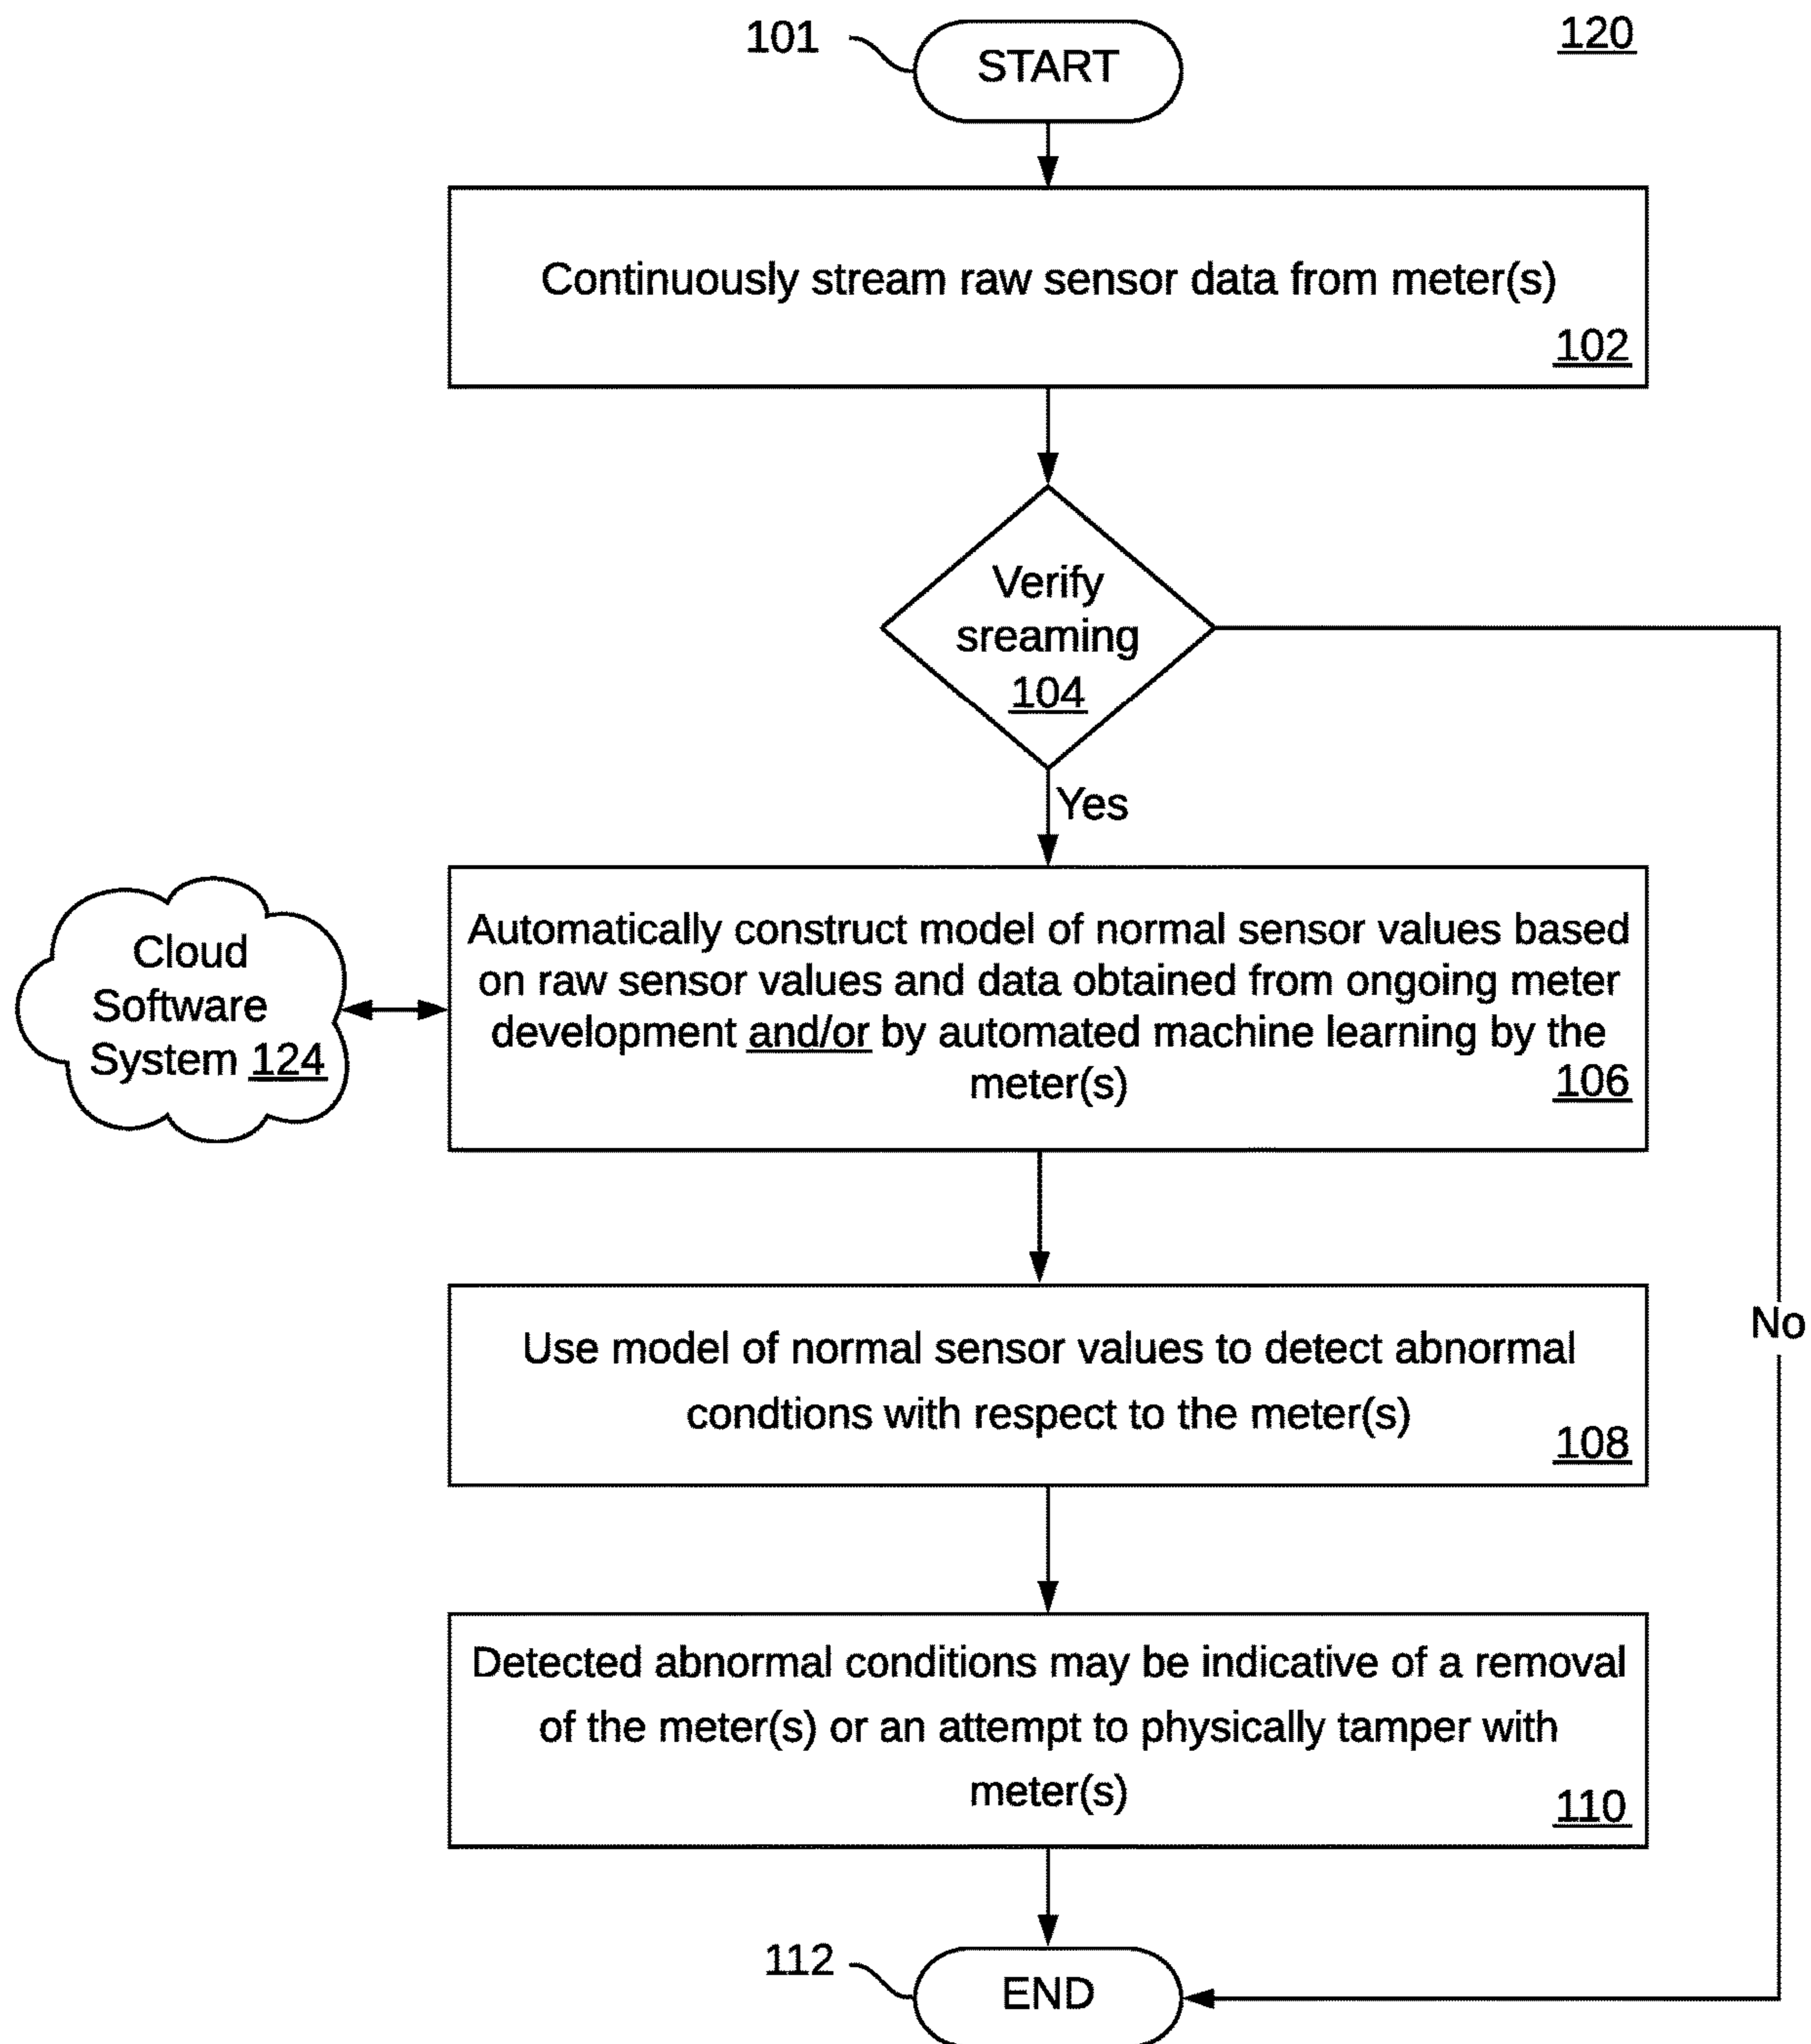 120
101
START
Continuously stream raw sensor data from meter(s)
102
Verify
sreaming
104
Yes
Cloud
Software
System 124
Automatically construct model of normal sensor values based
on raw sensor values and data obtained from ongoing meter
development and/or by automated machine learning by the
meter(s)
106
Use model of normal sensor values to detect abnormal
condtions with respect to the meter(s)
108
No
Detected abnormal conditions may be indicative of a removal
of the meter(s) or an attempt to physically tamper with
meter(s)
110
112
END